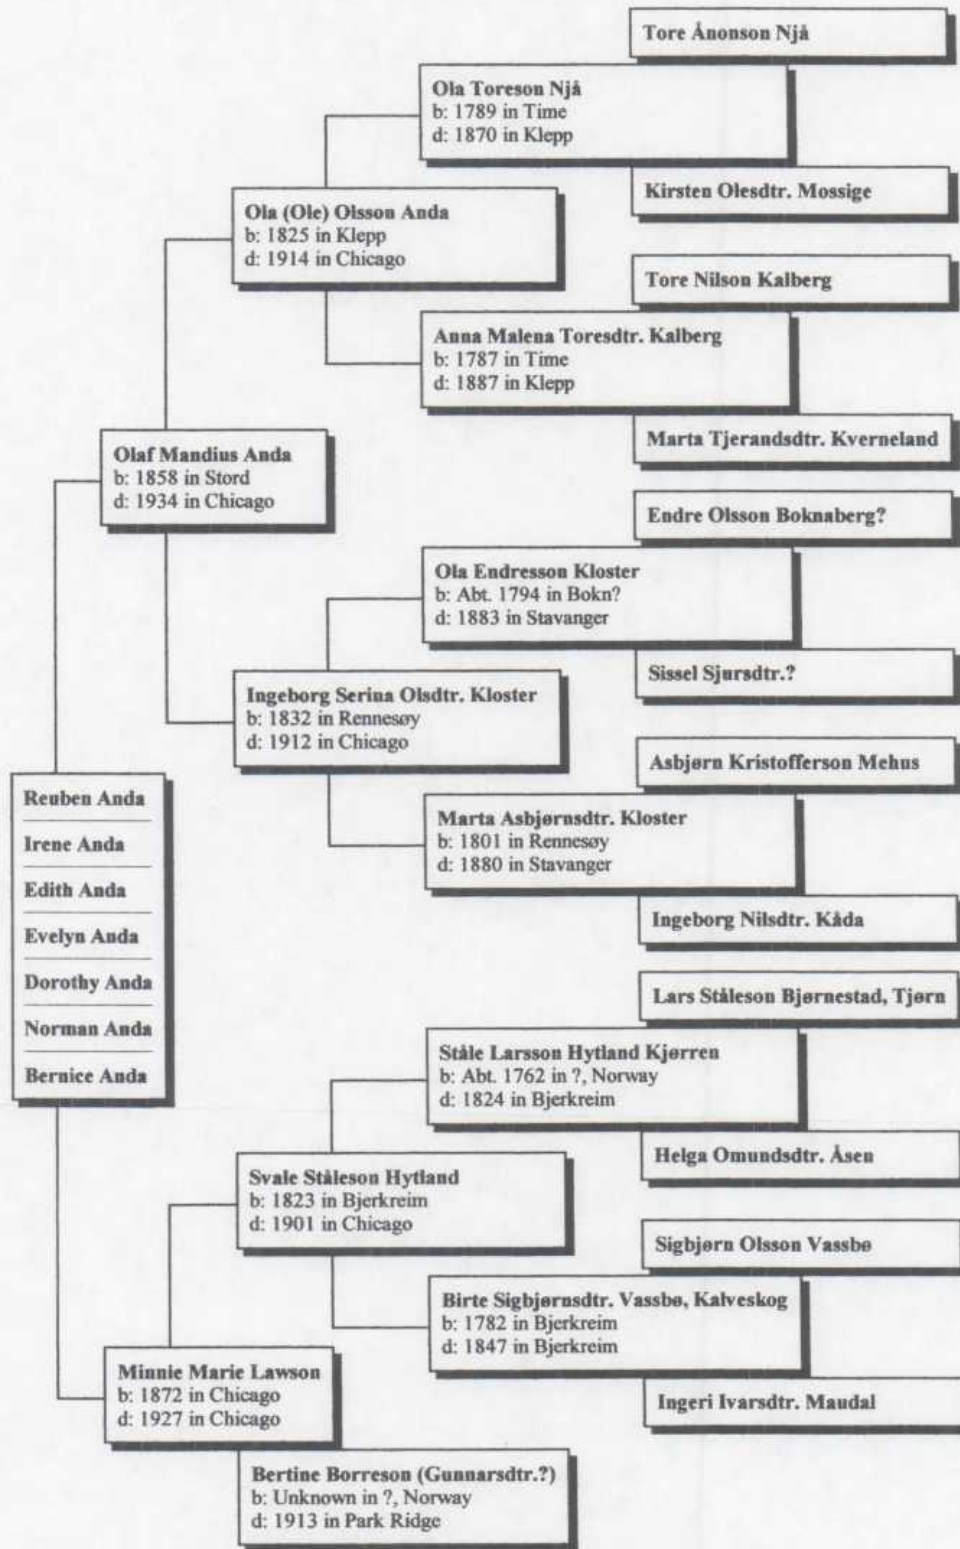 Tore Ånonson Njå
Ola Toreson Njå
b: 1789 in Time
d: 1870 in Klepp
Kirsten Olesdtr. Mossige
Ola (Ole) Olsson Anda
b: 1825 in Klepp
d: 1914 in Chicago
Tore Nilson Kalberg
Anna Malena Toresdtr. Kalberg
b: 1787 in Time
d: 1887 in Klepp
Marta Tjerandsdtr. Kverneland
Olaf Mandius Anda
b: 1858 in Stord
d: 1934 in Chicago
Endre Olsson Boknaberg?
Ola Endresson Kloster
b: Abt. 1794 in Bokn?
d: 1883 in Stavanger
Sissel Sjursdtr.?
Ingeborg Serina Olsdtr. Kloster
b: 1832 in Rennesøy
d: 1912 in Chicago
Asbjørn Kristofferson Mehus
Marta Asbjørnsdtr. Kloster
b: 1801 in Rennesøy
d: 1880 in Stavanger
Ingeborg Nilsdtr. Kåda
Reuben Anda
Irene Anda
Edith Anda
Evelyn Anda
Dorothy Anda
Norman Anda
Bernice Anda
Lars Ståleson Bjørnestad, Tjørn
Ståle Larsson Hytland Kjørren
b: Abt. 1762 in ?, Norway
d: 1824 in Bjerkreim
Helga Omundsdtr. Åsen
Svale Ståleson Hytland
b: 1823 in Bjerkreim
d: 1901 in Chicago
Sigbjørn Olsson Vassbø
Birte Sigbjørnsdtr. Vassbø, Kalveskog
b: 1782 in Bjerkreim
d: 1847 in Bjerkreim
Ingeri Ivarsdtr. Maudal
Minnie Marie Lawson
b: 1872 in Chicago
d: 1927 in Chicago
Bertine Borreson (Gunnarsdtr.?)
b: Unknown in ?, Norway
d: 1913 in Park Ridge